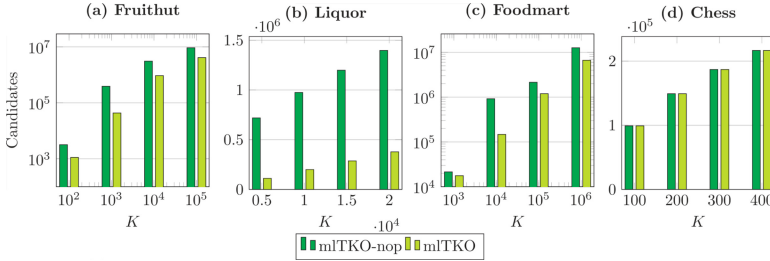 (a) Fruithut
(b) Liquor
(c) Foodmart
(d) Chess
Candidates
10^7
10^5
10^3
10^2 10^3 10^4 10^5
K
·10^6
1.5
1
0.5
0
0.5 1 1.5 2
K
·10^4
10^7
10^6
10^5
10^4
10^3 10^4 10^5 10^6
K
·10^5
2
1
0
100 200 300 400
K
mlTKO-nop mlTKO